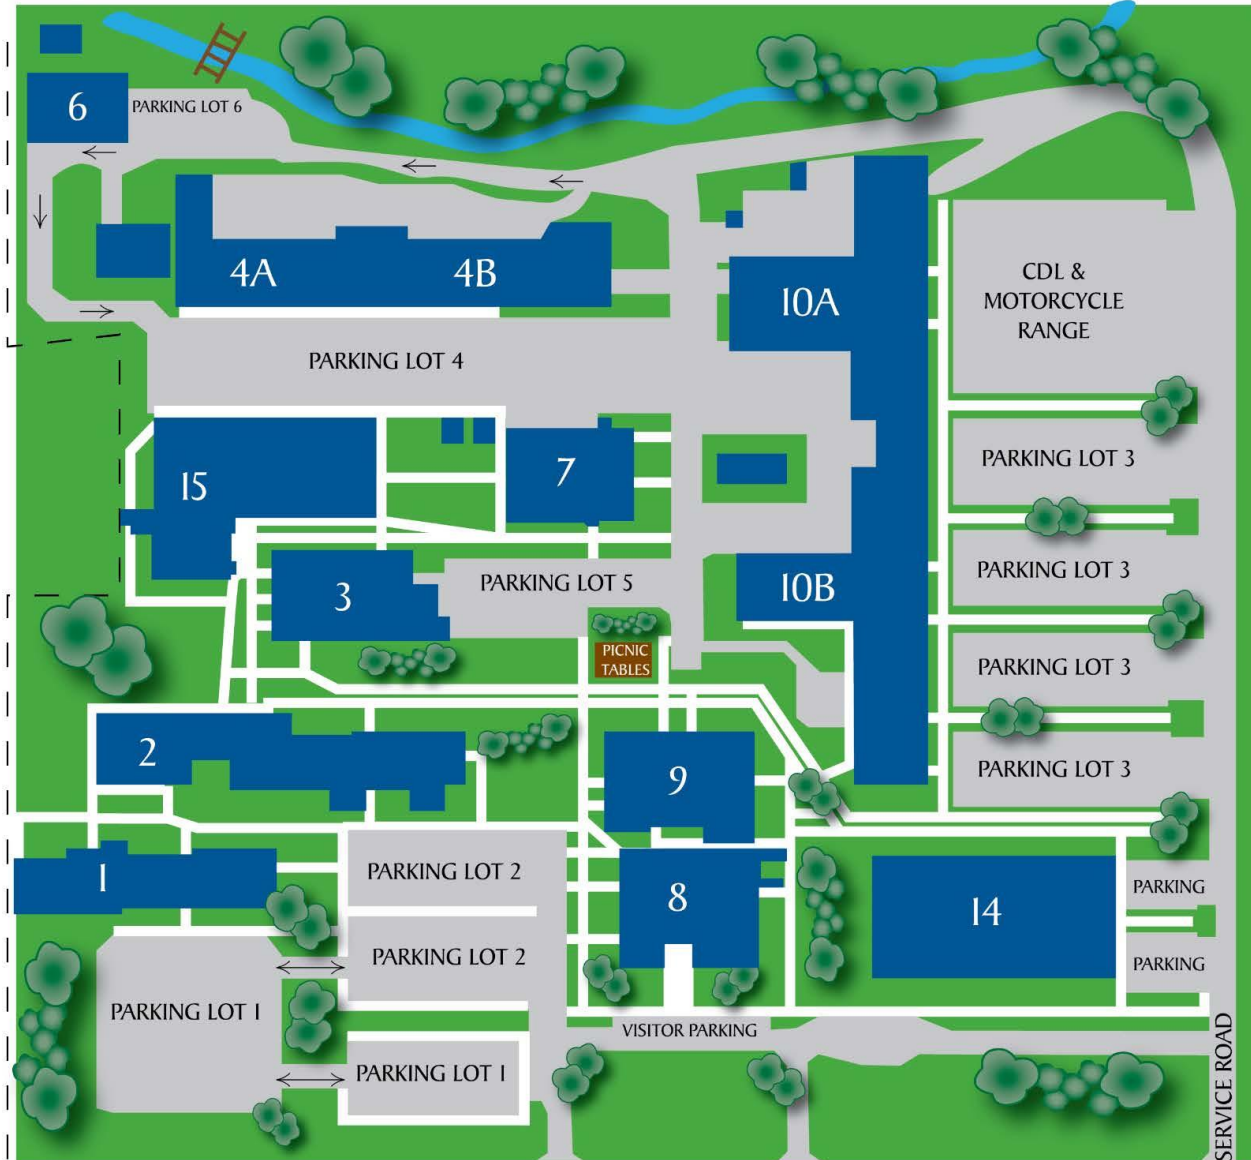 6
PARKING LOT 6
4A
4B
10A
CDL &
MOTORCYCLE
RANGE
PARKING LOT 4
PARKING LOT 3
15
7
PARKING LOT 3
PARKING LOT 5
10B
3
PICNIC
TABLES
PARKING LOT 3
2
9
PARKING LOT 3
1
PARKING LOT 2
8
14
PARKING
PARKING LOT 2
PARKING
PARKING LOT 1
VISITOR PARKING
PARKING LOT 1
SERVICE ROAD